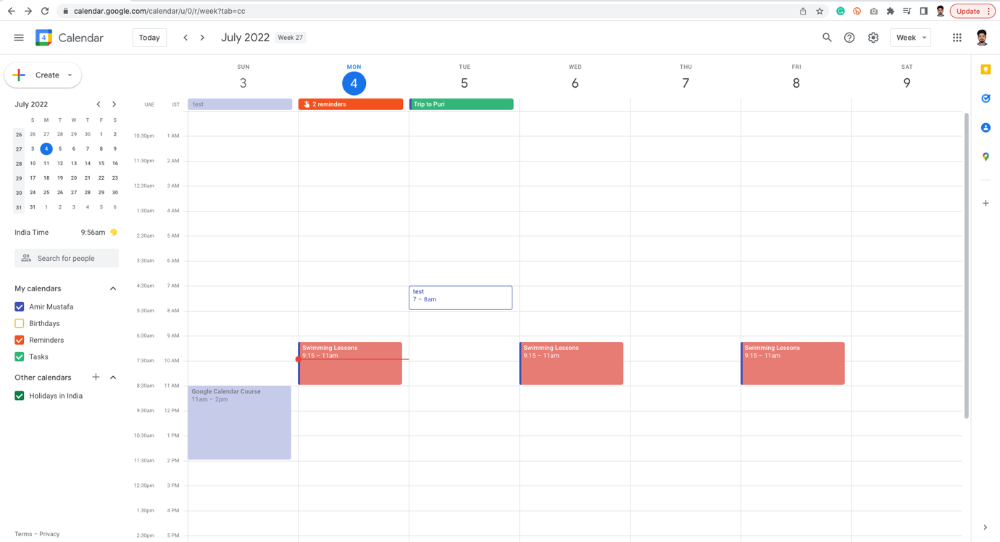 calendar.google.com/calendar/u/0/r/week?tab=cc
Update
4 Calendar
Today
July 2022 Week 27
Week
Create
July 2022
S M T W T F S
26 26 27 28 29 30 1 2
27 3 4 5 6 7 8 9
28 10 11 12 13 14 15 16
29 17 18 19 20 21 22 23
30 24 25 26 27 28 29 30
31 31 1 2 3 4 5 6
India Time 9:56am
Search for people
My calendars
Amir Mustafa
Birthdays
Reminders
Tasks
Other calendars
Holidays in India
Terms – Privacy
SUN MON TUE WED THU FRI SAT
3 4 5 6 7 8 9
UAE IST test 2 reminders Trip to Puri
10:30pm 1 AM
11:30pm 2 AM
12:30am 3 AM
1:30am 4 AM
2:30am 5 AM
3:30am 6 AM
4:30am 7 AM
test
7 – 8am
5:30am 8 AM
6:30am 9 AM
Swimming Lessons Swimming Lessons Swimming Lessons
9:15 – 11am 9:15 – 11am 9:15 – 11am
7:30am 10 AM
8:30am 11 AM
Google Calendar Course
11am – 2pm
9:30am 12 PM
10:30am 1 PM
11:30am 2 PM
12:30pm 3 PM
1:30pm 4 PM
2:30pm 5 PM